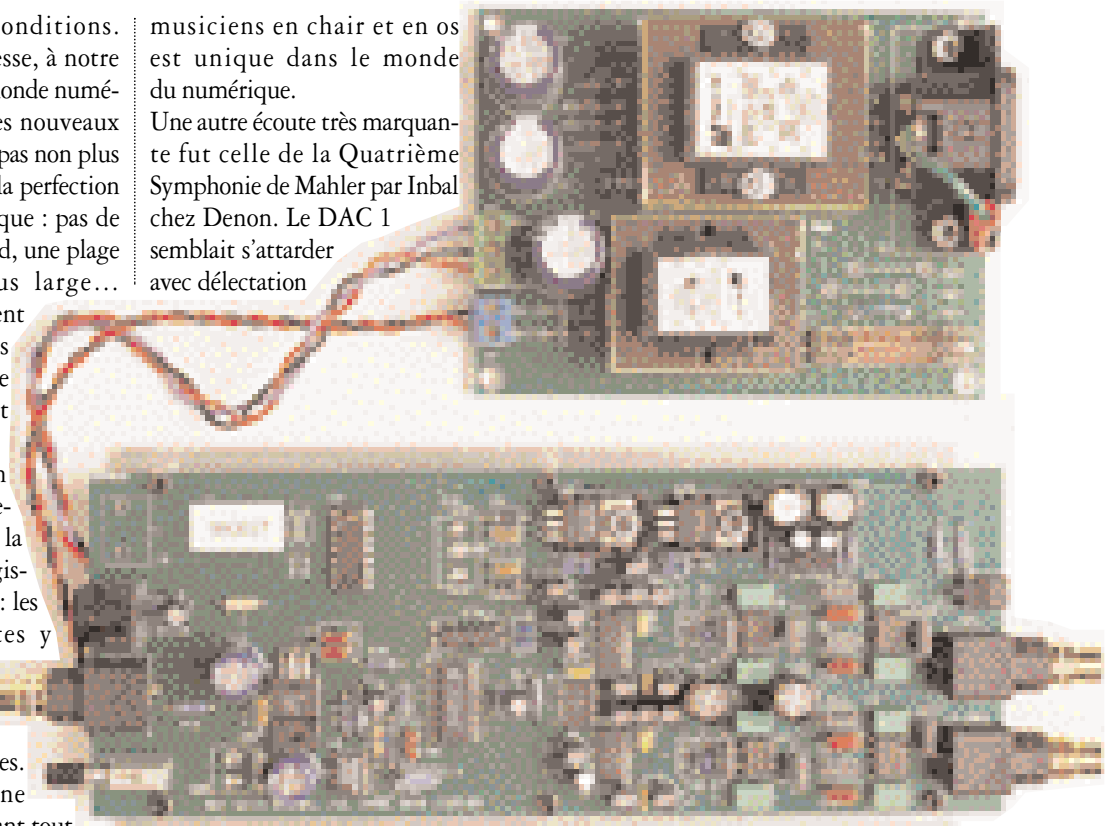 onditions.
esse, à notre
onde numé-
es nouveaux
pas non plus
la perfection
que : pas de
d, une plage
us large...
ent
s
e
t
n
e-
la
gis-
: les
tes y
es.
ne
ant tout
musiciens en chair et en os
est unique dans le monde
du numérique.
Une autre écoute très marquan-
te fut celle de la Quatrième
Symphonie de Mahler par Inbal
chez Denon. Le DAC 1
semblait s'attarder
avec délectation